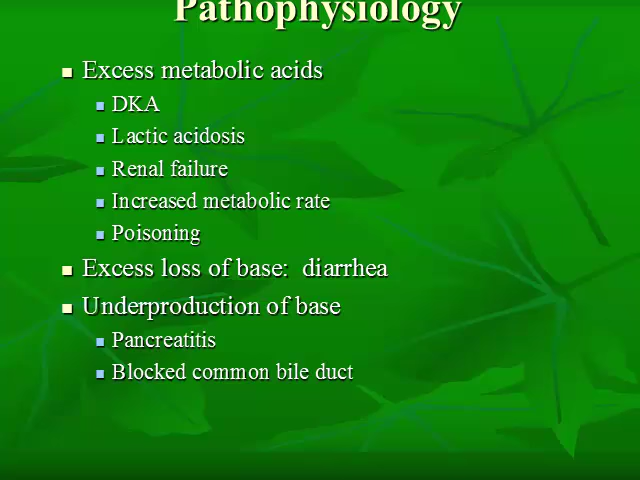 Pathophysiology
Excess metabolic acids
DKA
Lactic acidosis
Renal failure
Increased metabolic rate
Poisoning
Excess loss of base:  diarrhea
Underproduction of base
Pancreatitis
Blocked common bile duct